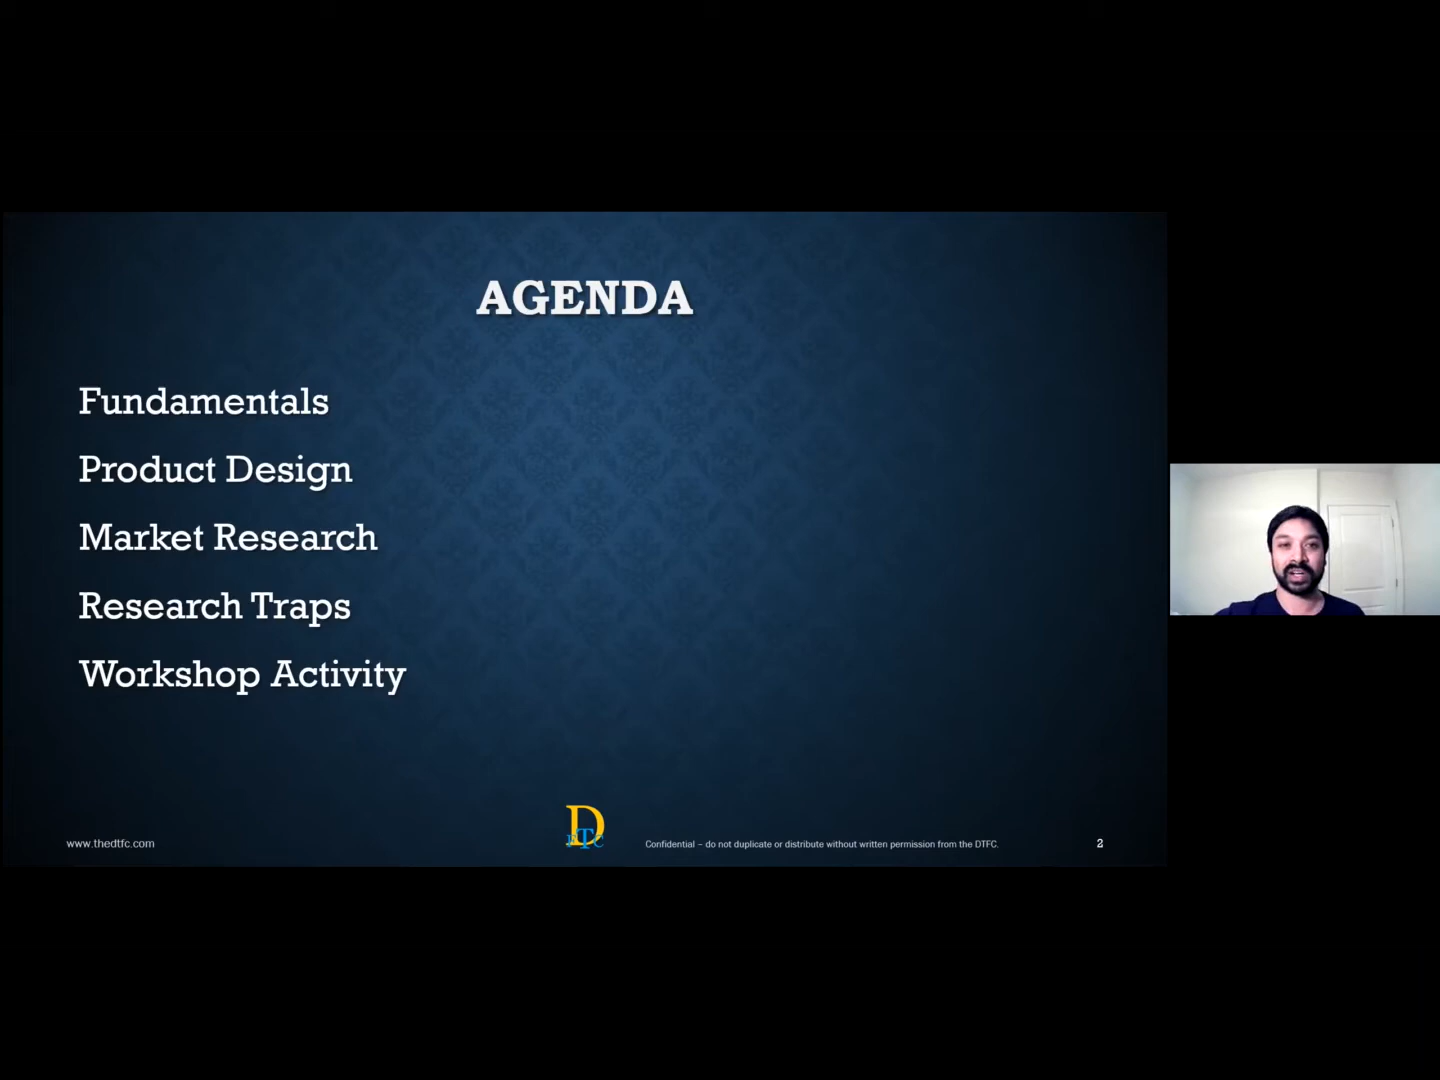 AGENDA
Fundamentals
Product Design
Market Research
Research Traps
Workshop Activity
www.thedtfc.com
D
FTC
Confidential – do not duplicate or distribute without written permission from the DTFC.
2